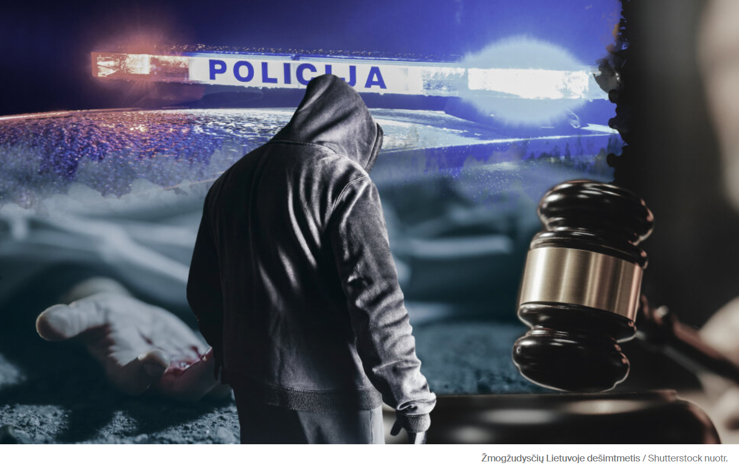 POLICIJA
Žmogžudysčių Lietuvoje dešimtmetis / Shutterstock nuotr.